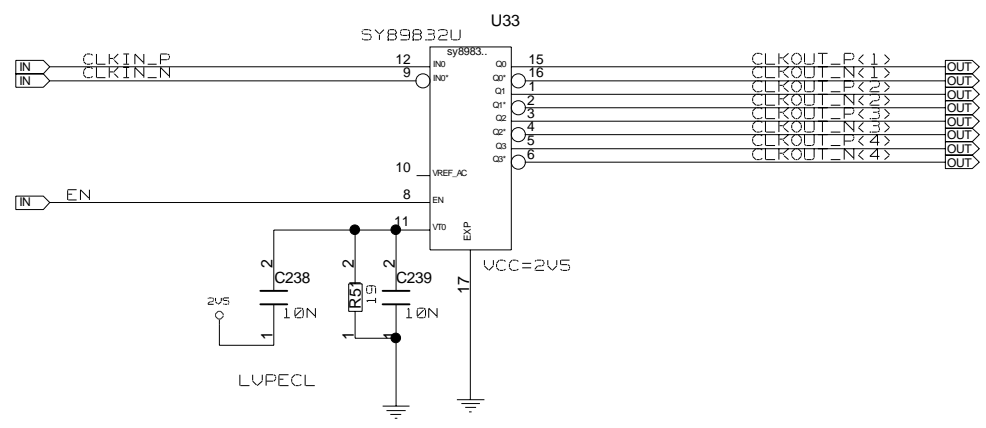 U33
SY89832U
sy8983..
IN CLKIN_P 12 IN0 Q0 15 CLKOUT_P<1> OUT
IN CLKIN_N 9 IN0* Q0* 16 CLKOUT_N<1> OUT
Q1 1 CLKOUT_P<2> OUT
Q1* 2 CLKOUT_N<2> OUT
Q2 3 CLKOUT_P<3> OUT
Q2* 4 CLKOUT_N<3> OUT
Q3 5 CLKOUT_P<4> OUT
Q3* 6 CLKOUT_N<4> OUT
10 VREF_AC
IN EN 8 EN
11 VT0 EXP
VCC=2V5
2 C238 2 2 C239 17
2V5 10N R51 19 10N
1 1 1
LVPECL